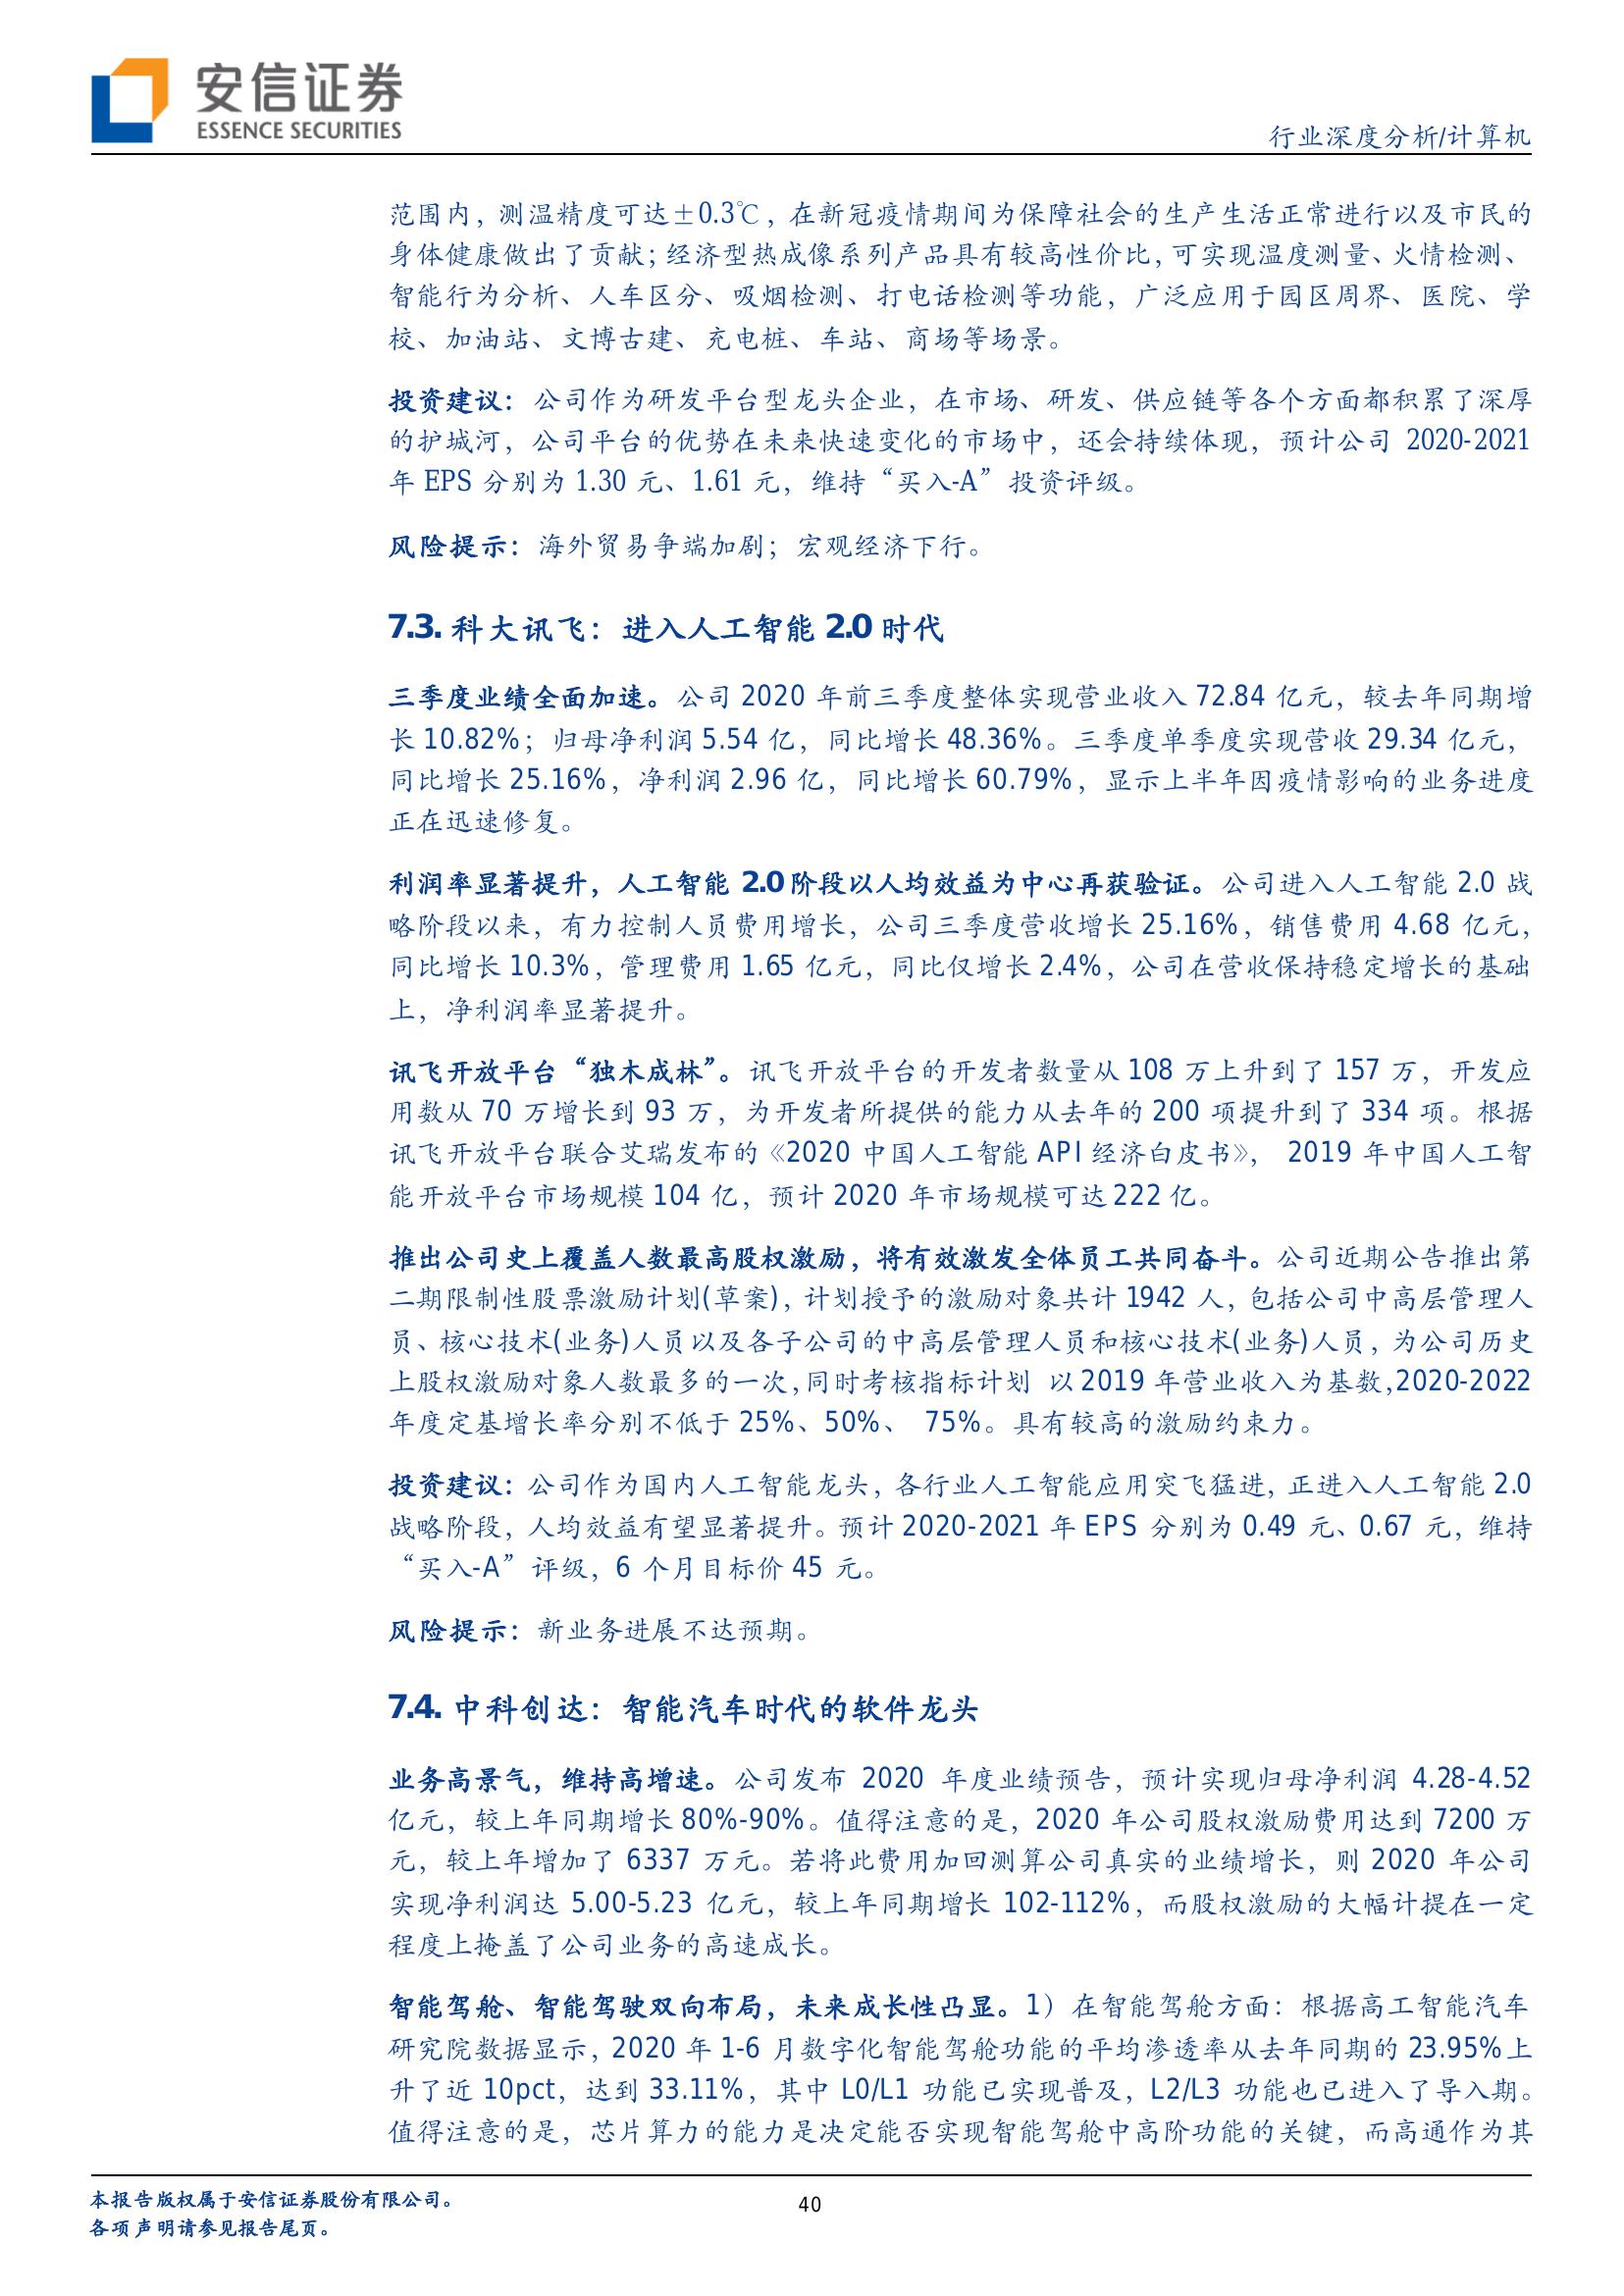 安信证券
ESSENCE SECURITIES
行业深度分析/计算机
范围内，测温精度可达±0.3℃，在新冠疫情期间为保障社会的生产生活正常进行以及市民的
身体健康做出了贡献；经济型热成像系列产品具有较高性价比，可实现温度测量、火情检测、
智能行为分析、人车区分、吸烟检测、打电话检测等功能，广泛应用于园区周界、医院、学
校、加油站、文博古建、充电桩、车站、商场等场景。
投资建议：公司作为研发平台型龙头企业，在市场、研发、供应链等各个方面都积累了深厚
的护城河，公司平台的优势在未来快速变化的市场中，还会持续体现，预计公司 2020-2021
年 EPS 分别为 1.30 元、1.61 元，维持“买入-A”投资评级。
风险提示：海外贸易争端加剧；宏观经济下行。
7.3. 科大讯飞：进入人工智能 2.0 时代
三季度业绩全面加速。公司 2020 年前三季度整体实现营业收入 72.84 亿元，较去年同期增
长 10.82%；归母净利润 5.54 亿，同比增长 48.36%。三季度单季度实现营收 29.34 亿元，
同比增长 25.16%，净利润 2.96 亿，同比增长 60.79%，显示上半年因疫情影响的业务进度
正在迅速修复。
利润率显著提升，人工智能 2.0 阶段以人均效益为中心再获验证。公司进入人工智能 2.0 战
略阶段以来，有力控制人员费用增长，公司三季度营收增长 25.16%，销售费用 4.68 亿元，
同比增长 10.3%，管理费用 1.65 亿元，同比仅增长 2.4%，公司在营收保持稳定增长的基础
上，净利润率显著提升。
讯飞开放平台“独木成林”。讯飞开放平台的开发者数量从 108 万上升到了 157 万，开发应
用数从 70 万增长到 93 万，为开发者所提供的能力从去年的 200 项提升到了 334 项。根据
讯飞开放平台联合艾瑞发布的《2020 中国人工智能 API 经济白皮书》， 2019 年中国人工智
能开放平台市场规模 104 亿，预计 2020 年市场规模可达 222 亿。
推出公司史上覆盖人数最高股权激励，将有效激发全体员工共同奋斗。公司近期公告推出第
二期限制性股票激励计划(草案)，计划授予的激励对象共计 1942 人，包括公司中高层管理人
员、核心技术(业务)人员以及各子公司的中高层管理人员和核心技术(业务)人员，为公司历史
上股权激励对象人数最多的一次，同时考核指标计划 以 2019 年营业收入为基数，2020-2022
年度定基增长率分别不低于 25%、50%、 75%。具有较高的激励约束力。
投资建议：公司作为国内人工智能龙头，各行业人工智能应用突飞猛进，正进入人工智能 2.0
战略阶段，人均效益有望显著提升。预计 2020-2021 年 EPS 分别为 0.49 元、0.67 元，维持
“买入-A”评级，6 个月目标价 45 元。
风险提示：新业务进展不达预期。
7.4. 中科创达：智能汽车时代的软件龙头
业务高景气，维持高增速。公司发布 2020 年度业绩预告，预计实现归母净利润 4.28-4.52
亿元，较上年同期增长 80%-90%。值得注意的是，2020 年公司股权激励费用达到 7200 万
元，较上年增加了 6337 万元。若将此费用加回测算公司真实的业绩增长，则 2020 年公司
实现净利润达 5.00-5.23 亿元，较上年同期增长 102-112%，而股权激励的大幅计提在一定
程度上掩盖了公司业务的高速成长。
智能驾舱、智能驾驶双向布局，未来成长性凸显。1）在智能驾舱方面：根据高工智能汽车
研究院数据显示，2020 年 1-6 月数字化智能驾舱功能的平均渗透率从去年同期的 23.95%上
升了近 10pct，达到 33.11%，其中 L0/L1 功能已实现普及，L2/L3 功能也已进入了导入期。
值得注意的是，芯片算力的能力是决定能否实现智能驾舱中高阶功能的关键，而高通作为其
本报告版权属于安信证券股份有限公司。
40
各项声明请参见报告尾页。